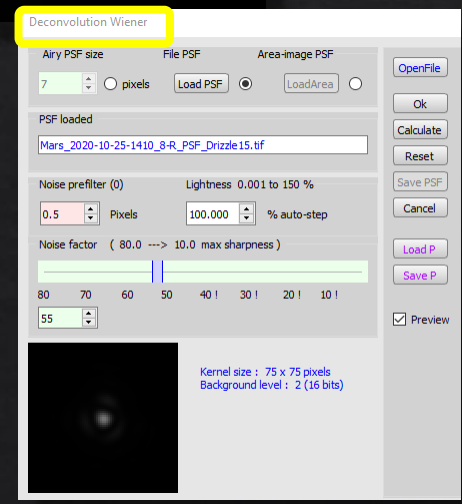 Deconvolution Wiener
Airy PSF size File PSF Area-image PSF
7 pixels Load PSF LoadArea
OpenFile
Ok
PSF loaded
Mars_2020-10-25-1410_8-R_PSF_Drizzle15.tif
Calculate
Reset
Save PSF
Cancel
Noise prefilter (0) Lightness 0.001 to 150 %
0.5 Pixels 100.000 % auto-step
Noise factor ( 80.0 ---> 10.0 max sharpness )
80 70 60 50 40 ! 30 ! 20 ! 10 !
55
Load P
Save P
Preview
Kernel size : 75 x 75 pixels
Background level : 2 (16 bits)